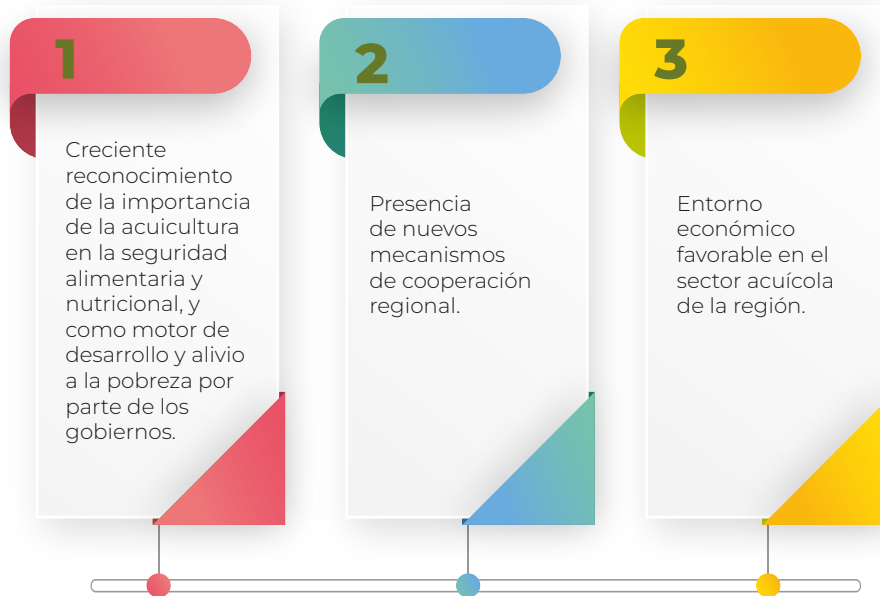 1
Creciente
reconocimiento
de la importancia
de la acuicultura
en la seguridad
alimentaria y
nutricional, y
como motor de
desarrollo y alivio
a la pobreza por
parte de los
gobiernos.
2
Presencia
de nuevos
mecanismos
de cooperación
regional.
3
Entorno
económico
favorable en el
sector acuícola
de la región.